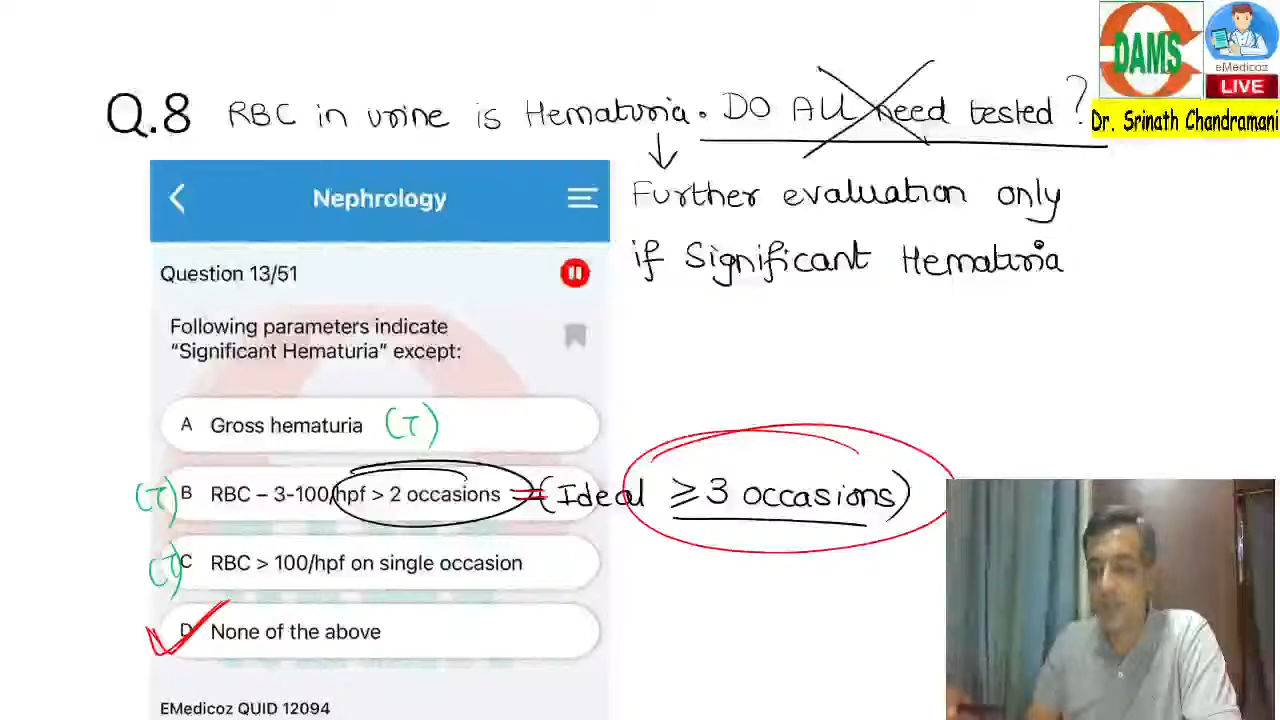 DAMS
eMedicoz
LIVE
Dr. Srinath Chandramani
Q.8 RBC in urine is Hematuria. DO All need tested ?
Further evaluation only
if Significant Hematuria
Nephrology
Question 13/51
Following parameters indicate
“Significant Hematuria” except:
A Gross hematuria (T)
(T) B RBC – 3-100/hpf > 2 occasions = (Ideal ≥ 3 occasions)
(T) C RBC > 100/hpf on single occasion
D None of the above
EMedicoz QUID 12094